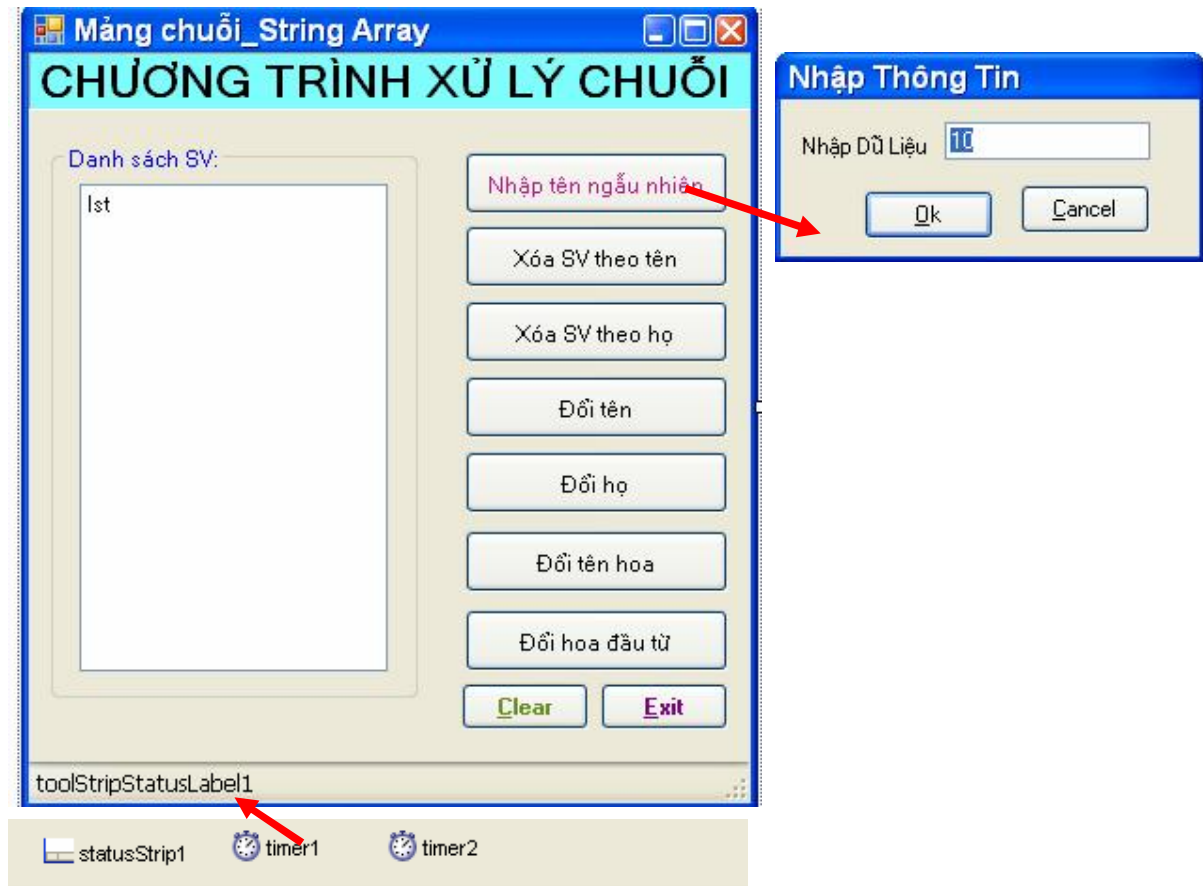 Mảng chuỗi_String Array
CHƯƠNG TRÌNH XỬ LÝ CHUỖI
Danh sách SV:
lst
Nhập tên ngẫu nhiên
Xóa SV theo tên
Xóa SV theo họ
Đổi tên
Đổi họ
Đổi tên hoa
Đổi hoa đầu từ
Clear
Exit
toolStripStatusLabel1
statusStrip1
timer1
timer2
Nhập Thông Tin
Nhập Dữ Liệu
10
Ok
Cancel